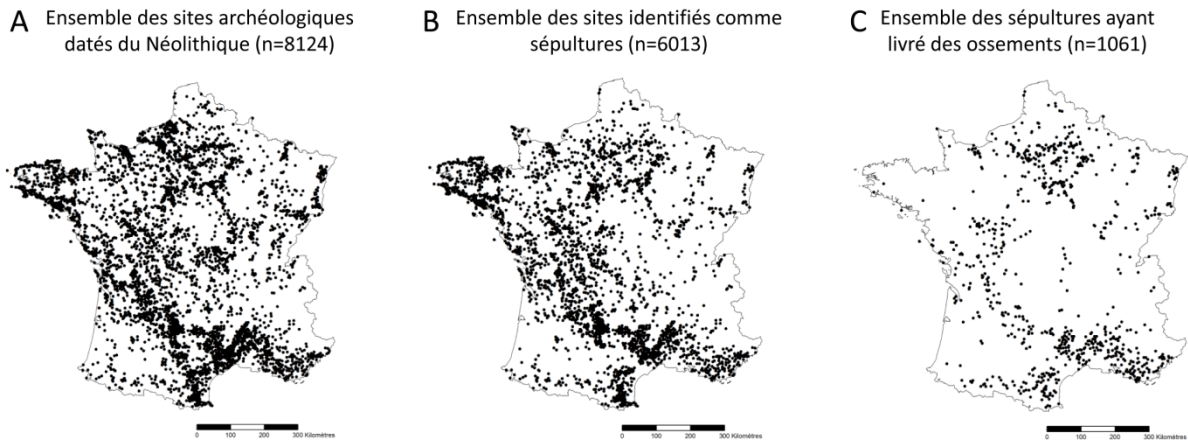 A Ensemble des sites archéologiques
datés du Néolithique (n=8124)
B Ensemble des sites identifiés comme
sépultures (n=6013)
C Ensemble des sépultures ayant
livré des ossements (n=1061)
0 100 200 300 Kilomètres
0 100 200 300 Kilomètres
0 100 200 300 Kilomètres